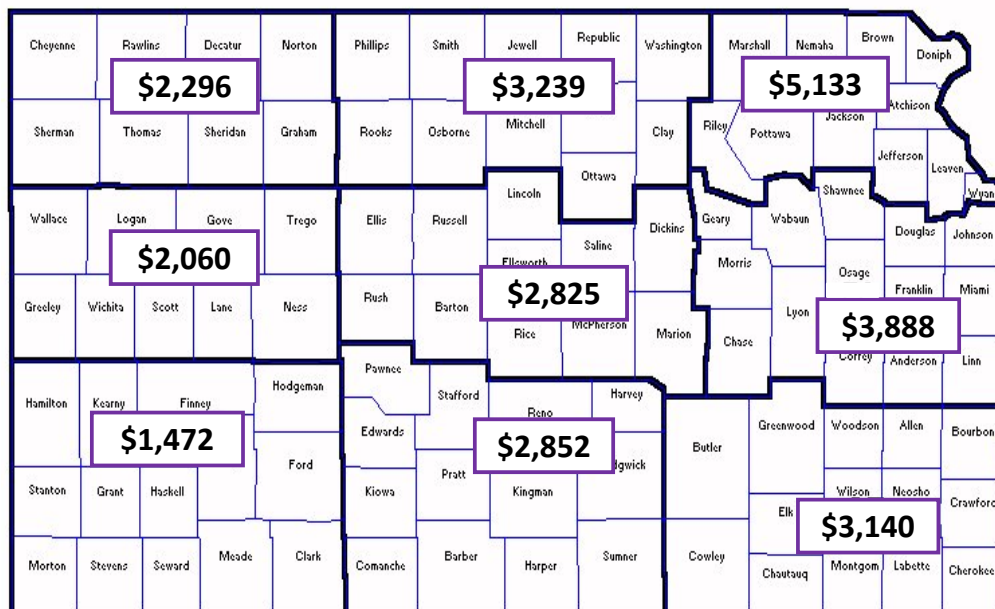 Cheyenne Rawlins Decatur Norton Phillips Smith Jewell Republic Washington Marshall Nemaha Brown Doniph
$2,296 $3,239 $5,133
Sherman Thomas Sheridan Graham Rooks Osborne Mitchell Clay Riley Pottawa Jackson Atchison
Jefferson Leaven Wyan
Ottawa
Wallace Logan Gove Trego Ellis Russell Lincoln Saline Dickins Geary Wabaun Shawnee Douglas Johnson
$2,060 $2,825 $3,888
Ellsworth Morris Osage Franklin Miami
Greeley Wichita Scott Lane Ness Rush Barton Rice McPherson Marion Chase Lyon Coffey Anderson Linn
Hamilton Kearny Finney Hodgeman Pawnee Stafford Reno Harvey Butler Greenwood Woodson Allen Bourbon
$1,472 $2,852 $3,140
Edwards Ford Pratt Kiowa Kingman
Stanton Grant Haskell Elk Wilson Neosho Crawford
Morton Stevens Seward Meade Clark Comanche Barber Harper Sumner Cowley Chautauq Montgom Labette Cherokee